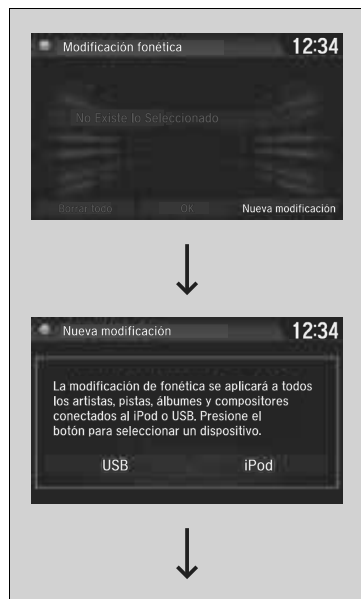 Modificación fonética
12:34
No Existe lo Seleccionado
Borrar todo
OK
Nueva modificación
Nueva modificación
12:34
La modificación de fonética se aplicará a todos
los artistas, pistas, álbumes y compositores
conectados al iPod o USB. Presione el
botón para seleccionar un dispositivo.
USB
iPod